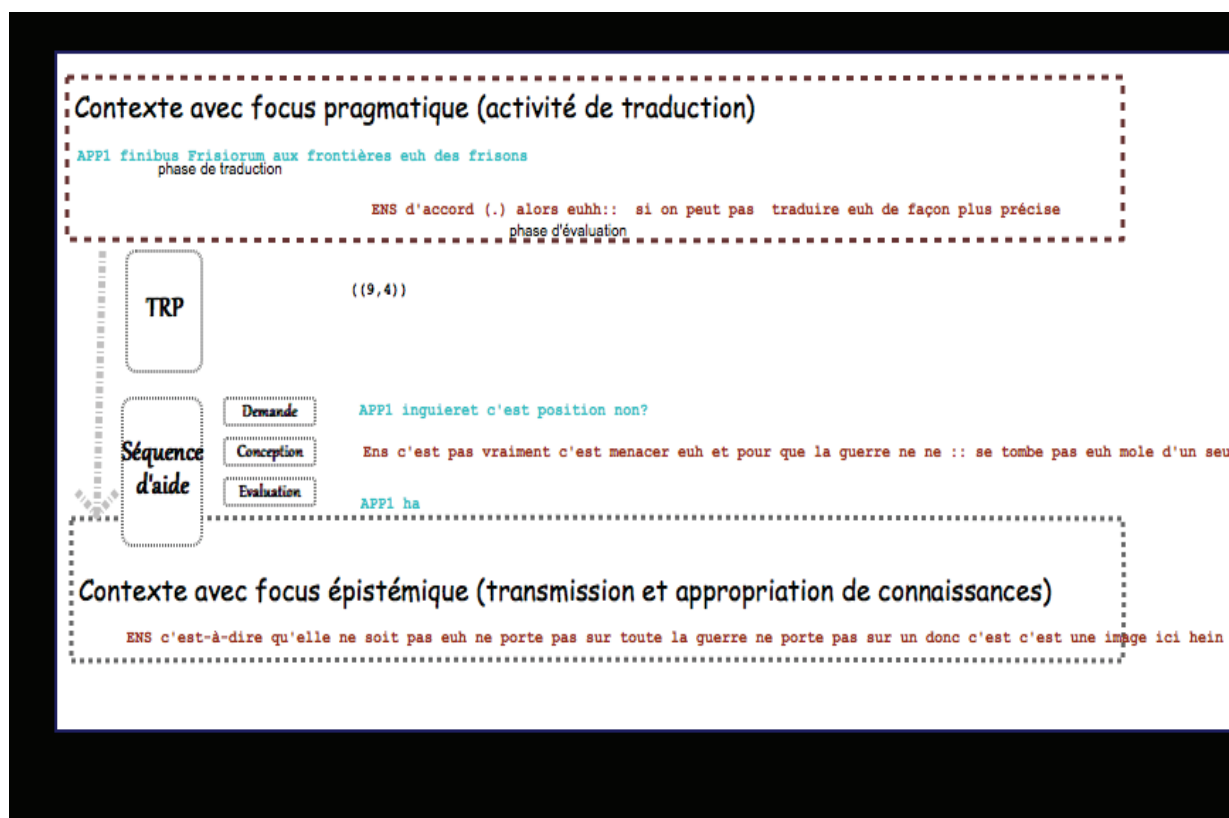 Contexte avec focus pragmatique (activité de traduction)
APP1 finibus Frisiorum aux frontières euh des frisons
phase de traduction
ENS d'accord (.) alors euhh:: si on peut pas traduire euh de façon plus précise
phase d'évaluation
TRP
((9,4))
Demande
APP1 inguieret c'est position non?
Séquence d'aide
Conception
Ens c'est pas vraiment c'est menacer euh et pour que la guerre ne ne :: se tombe pas euh mole d'un seu
Evaluation
APP1 ha
Contexte avec focus épistémique (transmission et appropriation de connaissances)
ENS c'est-à-dire qu'elle ne soit pas euh ne porte pas sur toute la guerre ne porte pas sur un donc c'est c'est une image ici hein